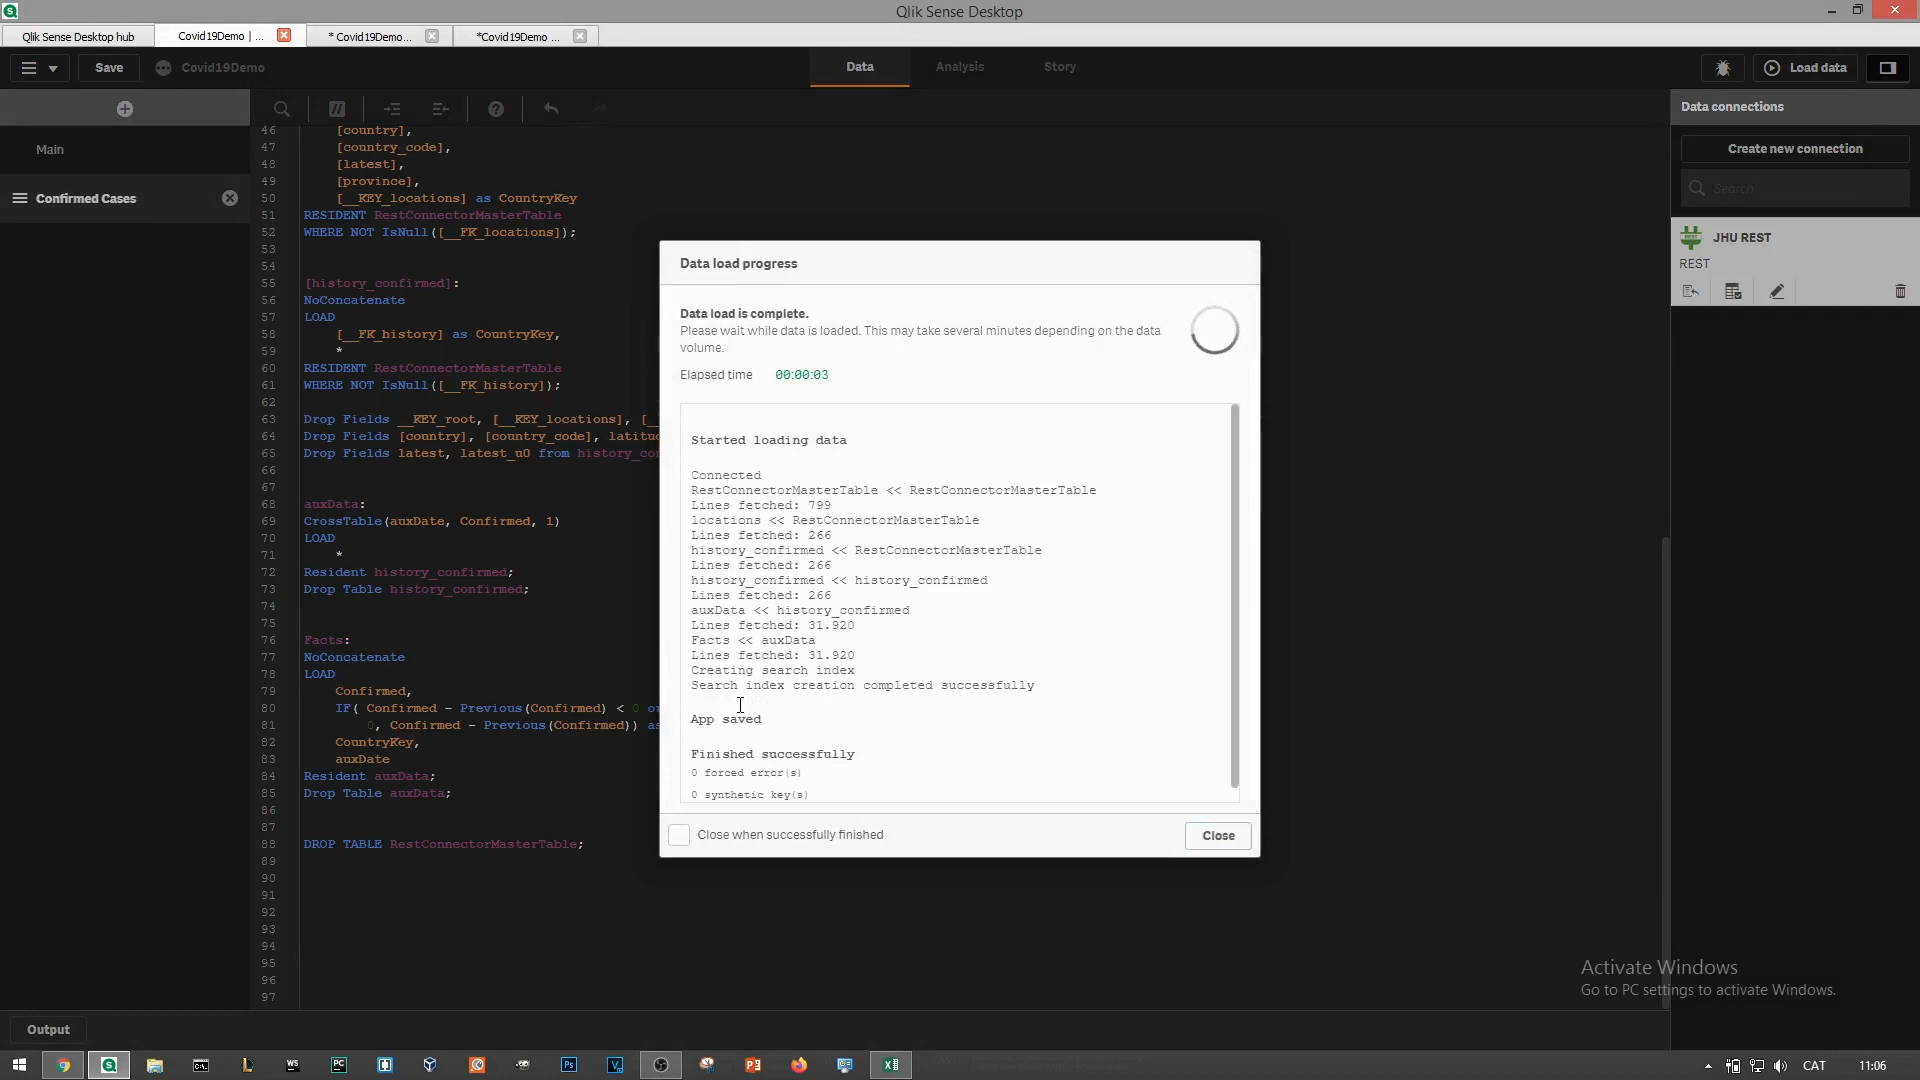 Qlik Sense Desktop
Qlik Sense Desktop hub
Covid19Demo | ...
* Covid19Demo...
*Covid19Demo ...
Save
Covid19Demo
Data
Analysis
Story
Load data
Data connections
Main
Confirmed Cases
Create new connection
Search
JHU REST
REST
46 [country],
47 [country_code],
48 [latest],
49 [province],
50 [__KEY_locations] as CountryKey
51 RESIDENT RestConnectorMasterTable
52 WHERE NOT IsNull([__FK_locations]);
53
54
55 [history_confirmed]:
56 NoConcatenate
57 LOAD
58 [__FK_history] as CountryKey,
59 *
60 RESIDENT RestConnectorMasterTable
61 WHERE NOT IsNull([__FK_history]);
62
63 Drop Fields __KEY_root, [__KEY_locations], [_
64 Drop Fields [country], [country_code], latitu
65 Drop Fields latest, latest_u0 from history_co
66
67
68 auxData:
69 CrossTable(auxDate, Confirmed, 1)
70 LOAD
71 *
72 Resident history_confirmed;
73 Drop Table history_confirmed;
74
75
76 Facts:
77 NoConcatenate
78 LOAD
79 Confirmed,
80 IF( Confirmed - Previous(Confirmed) < 0 or
81 0, Confirmed - Previous(Confirmed)) as
82 CountryKey,
83 auxDate
84 Resident auxData;
85 Drop Table auxData;
86
87
88 DROP TABLE RestConnectorMasterTable;
89
90
91
92
93
94
95
96
97
Data load progress
Data load is complete.
Please wait while data is loaded. This may take several minutes depending on the data
volume.
Elapsed time 00:00:03
Started loading data
Connected
RestConnectorMasterTable << RestConnectorMasterTable
Lines fetched: 799
locations << RestConnectorMasterTable
Lines fetched: 266
history_confirmed << RestConnectorMasterTable
Lines fetched: 266
history_confirmed << history_confirmed
Lines fetched: 266
auxData << history_confirmed
Lines fetched: 31.920
Facts << auxData
Lines fetched: 31.920
Creating search index
Search index creation completed successfully
App saved
Finished successfully
0 forced error(s)
0 synthetic key(s)
Close when successfully finished
Close
Activate Windows
Go to PC settings to activate Windows.
Output
CAT
11:06